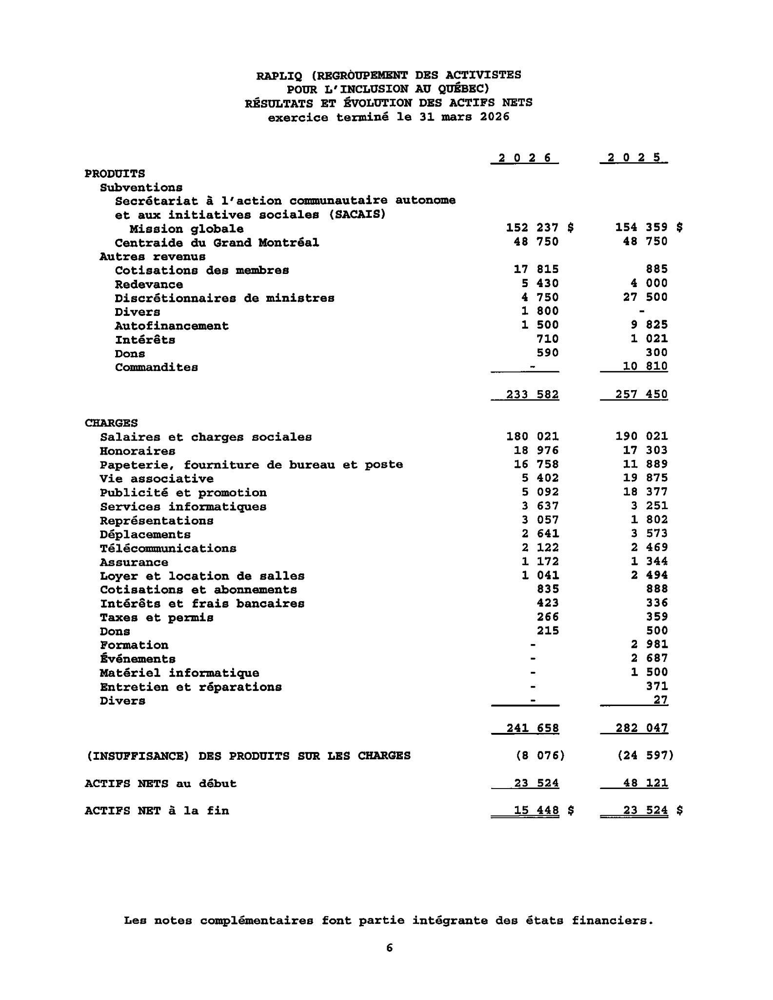 RAPLIQ (REGROUPEMENT DES ACTIVISTES
POUR L'INCLUSION AU QUÉBEC)
RÉSULTATS ET ÉVOLUTION DES ACTIFS NETS
exercice terminé le 31 mars 2026
2 0 2 6 2 0 2 5
PRODUITS
Subventions
Secrétariat à l'action communautaire autonome
et aux initiatives sociales (SACAIS)
Mission globale 152 237 $ 154 359 $
Centraide du Grand Montréal 48 750 48 750
Autres revenus
Cotisations des membres 17 815 885
Redevance 5 430 4 000
Discrétionnaires de ministres 4 750 27 500
Divers 1 800 -
Autofinancement 1 500 9 825
Intérêts 710 1 021
Dons 590 300
Commandites - 10 810
233 582 257 450
CHARGES
Salaires et charges sociales 180 021 190 021
Honoraires 18 976 17 303
Papeterie, fourniture de bureau et poste 16 758 11 889
Vie associative 5 402 19 875
Publicité et promotion 5 092 18 377
Services informatiques 3 637 3 251
Représentations 3 057 1 802
Déplacements 2 641 3 573
Télécommunications 2 122 2 469
Assurance 1 172 1 344
Loyer et location de salles 1 041 2 494
Cotisations et abonnements 835 888
Intérêts et frais bancaires 423 336
Taxes et permis 266 359
Dons 215 500
Formation - 2 981
Événements - 2 687
Matériel informatique - 1 500
Entretien et réparations - 371
Divers - 27
241 658 282 047
(INSUFFISANCE) DES PRODUITS SUR LES CHARGES (8 076) (24 597)
ACTIFS NETS au début 23 524 48 121
ACTIFS NET à la fin 15 448 $ 23 524 $
Les notes complémentaires font partie intégrante des états financiers.
6